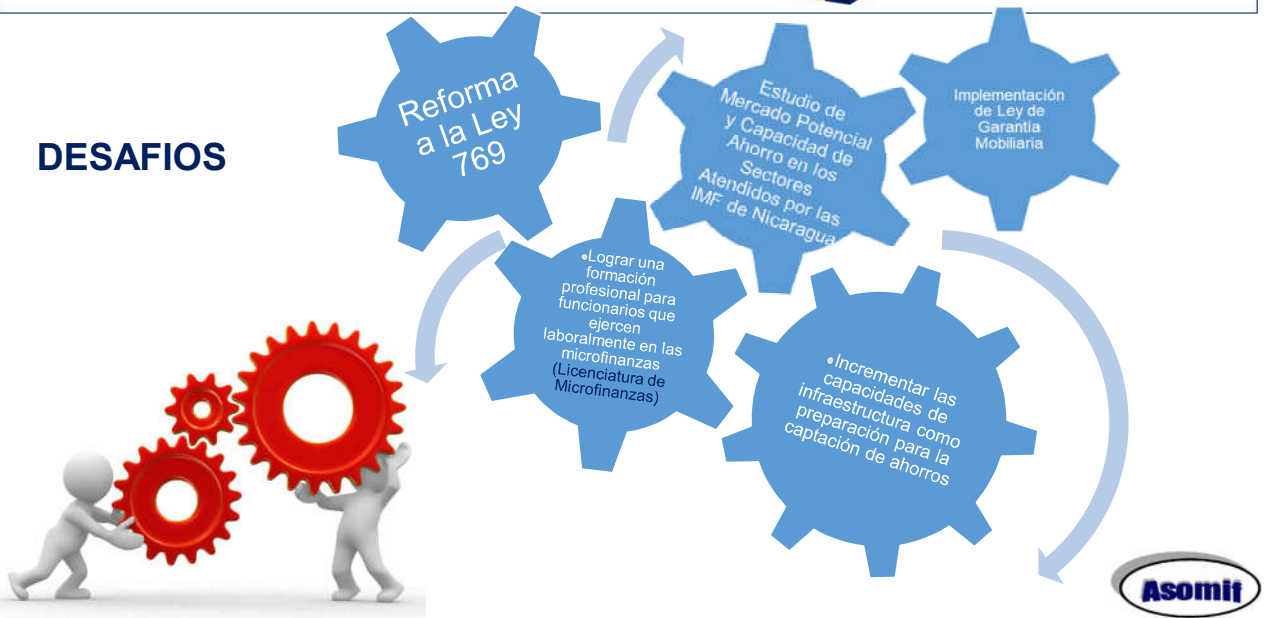 DESAFIOS
Reforma
a la Ley
769
Estudio de
Mercado Potencial
y Capacidad de
Ahorro en los
Sectores
Atendidos por las
IMF de Nicaragua
Implementación
de Ley de
Garantía
Mobiliaria
•Lograr una
formación
profesional para
funcionarios que
ejercen
laboralmente en las
microfinanzas
(Licenciatura de
Microfinanzas)
•Incrementar las
capacidades de
infraestructura como
preparación para la
captación de ahorros
Asomif